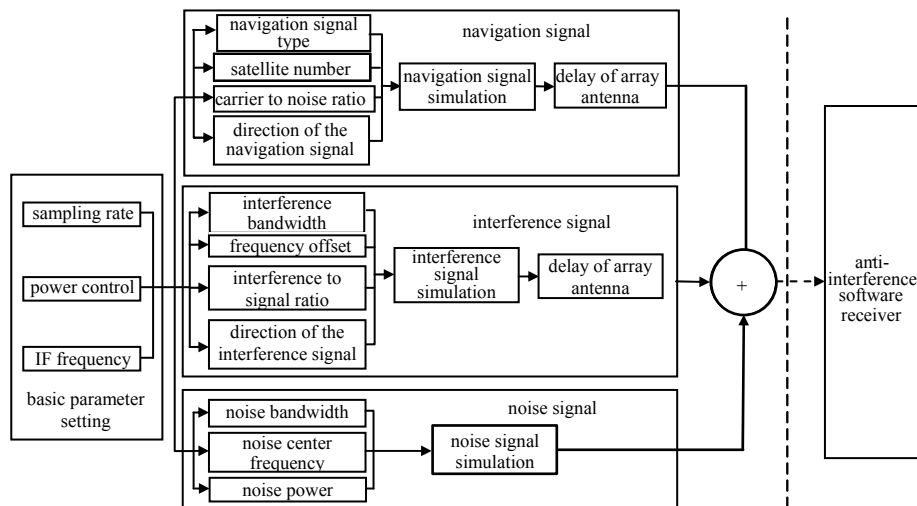 sampling rate
power control
IF frequency
basic parameter
setting
navigation signal
navigation signal
type
satellite number
carrier to noise ratio
direction of the
navigation signal
navigation signal
simulation
delay of array
antenna
interference signal
interference
bandwidth
frequency offset
interference to
signal ratio
direction of the
interference signal
interference
signal
simulation
delay of array
antenna
noise signal
noise bandwidth
noise center
frequency
noise power
noise signal
simulation
+
anti-
interference
software
receiver